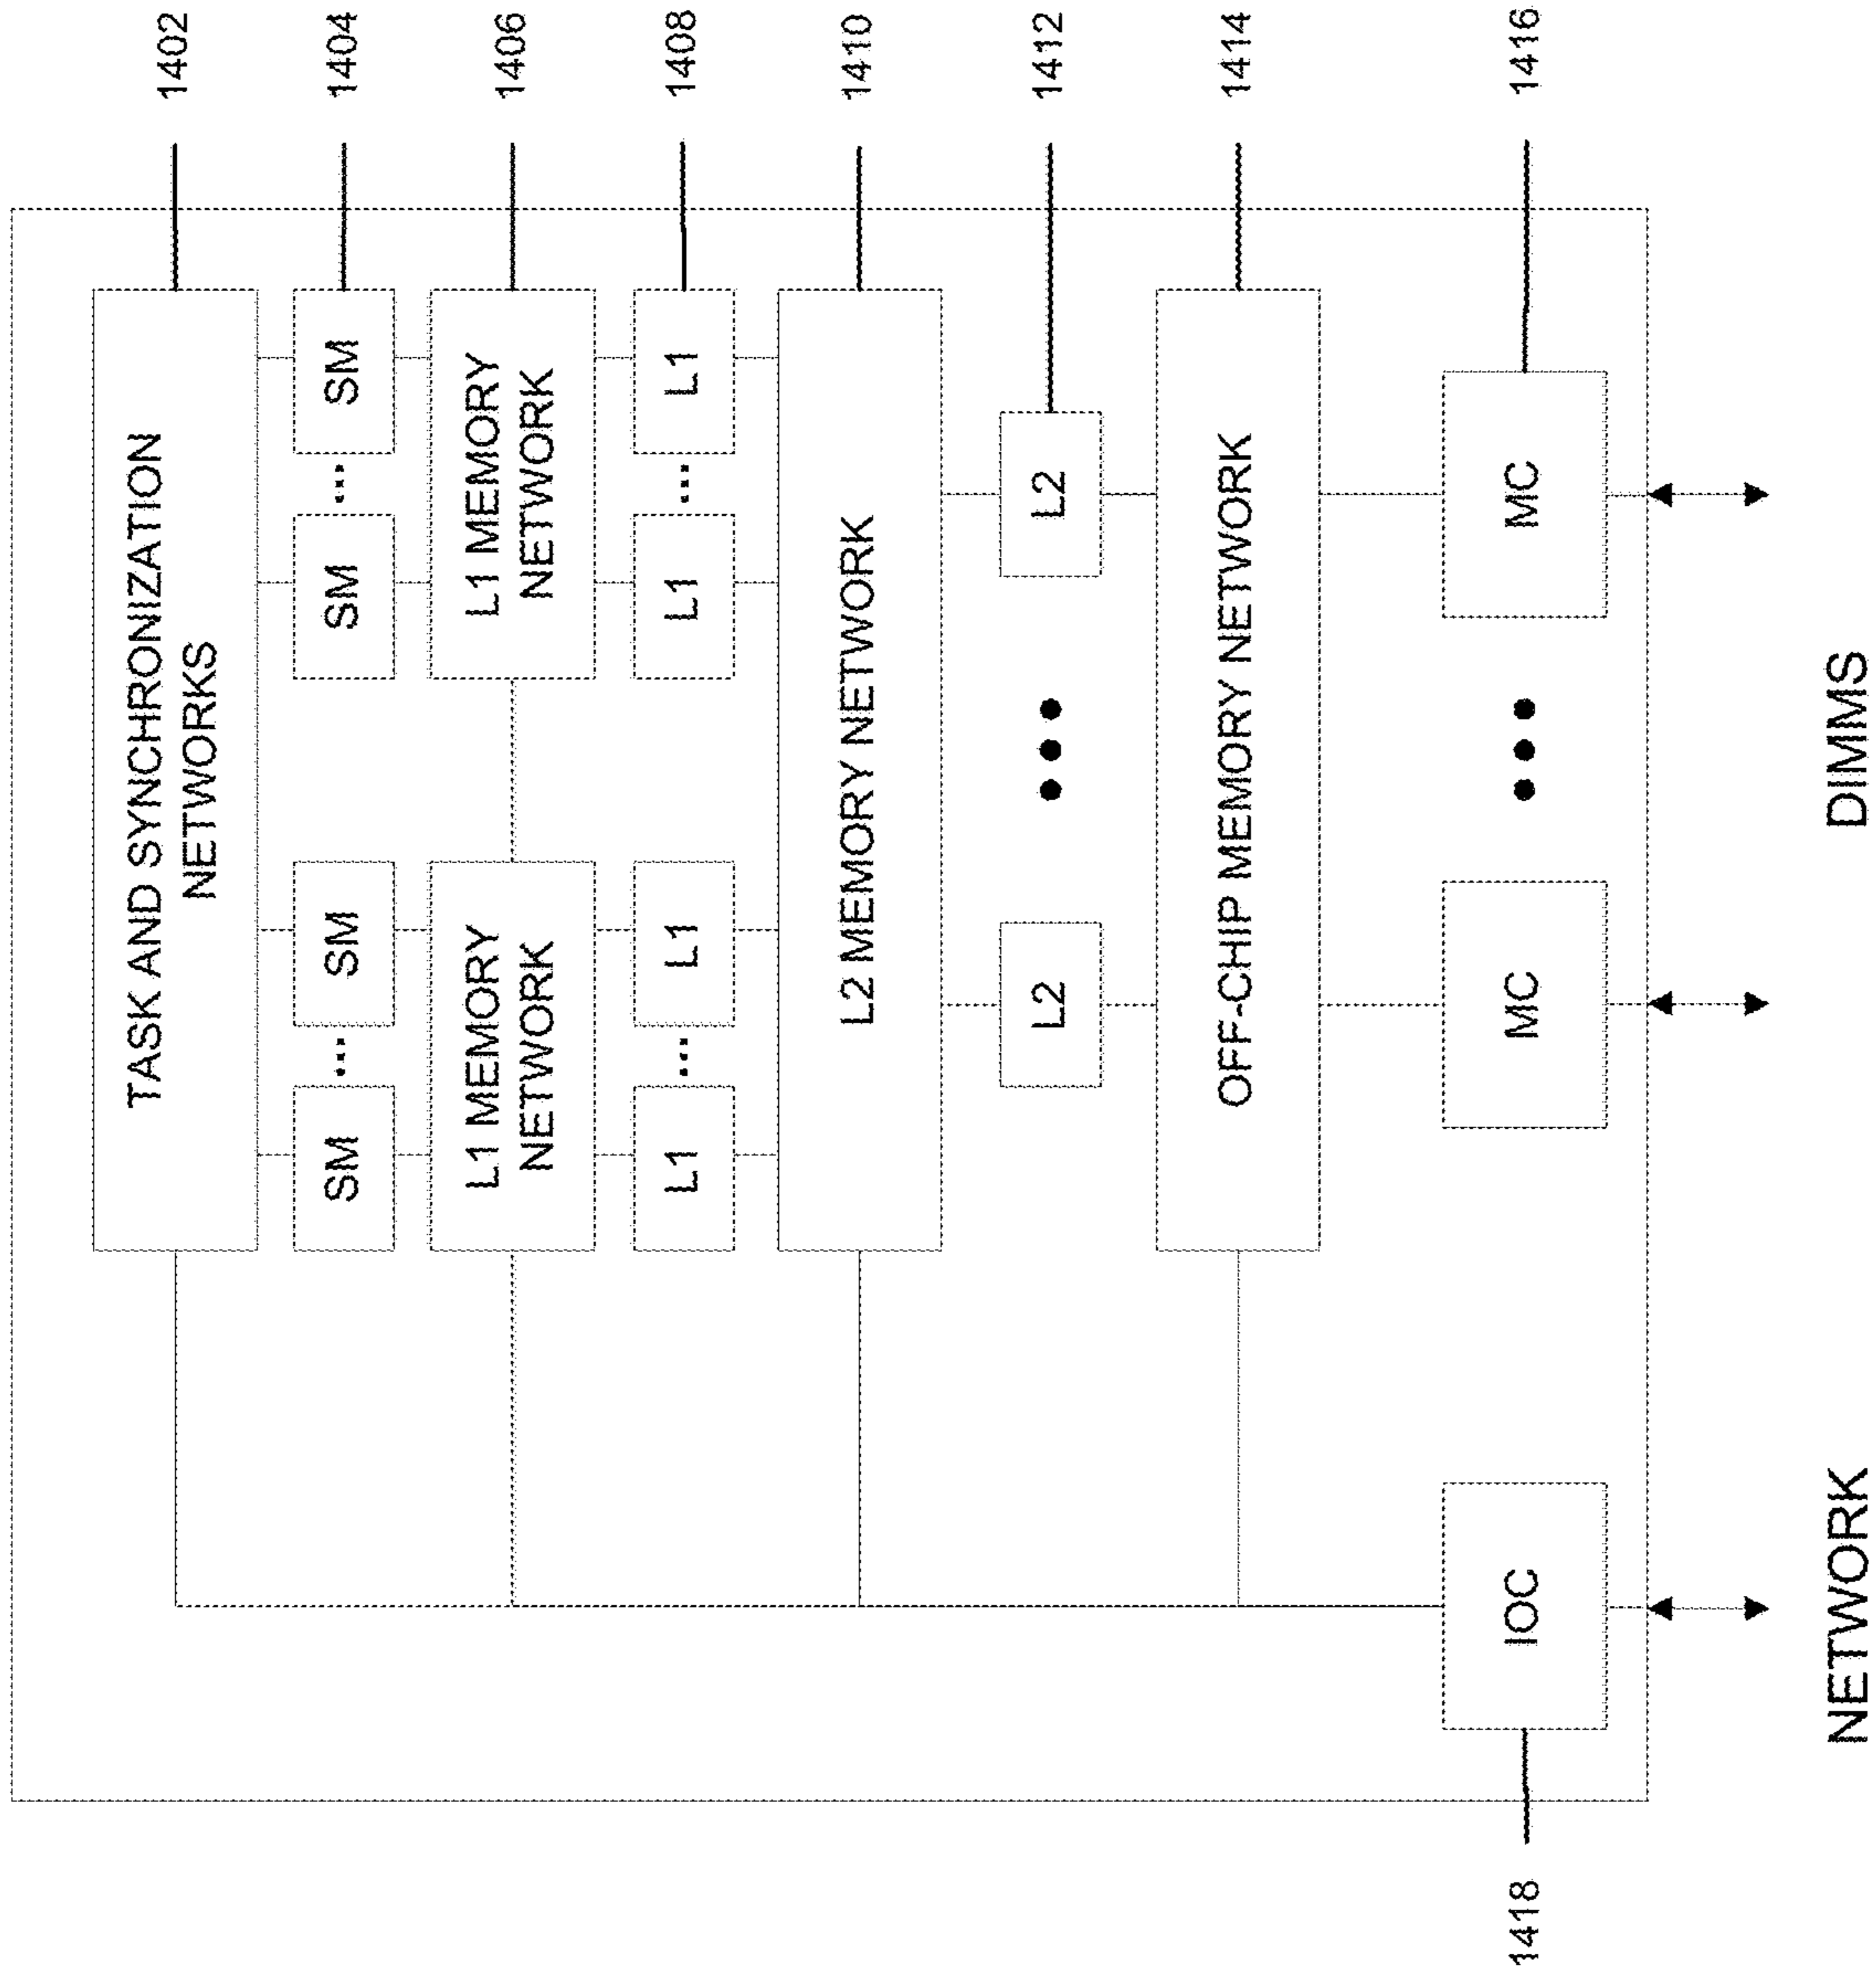 1402
TASK AND SYNCHRONIZATION
NETWORKS
1404
SM
...
SM
SM
...
SM
1406
L1 MEMORY
NETWORK
L1 MEMORY
NETWORK
1408
L1
...
L1
L1
...
L1
1410
L2 MEMORY NETWORK
1412
L2
L2
1414
OFF-CHIP MEMORY NETWORK
1416
1418
IOC
MC
MC
NETWORK
DIMMS